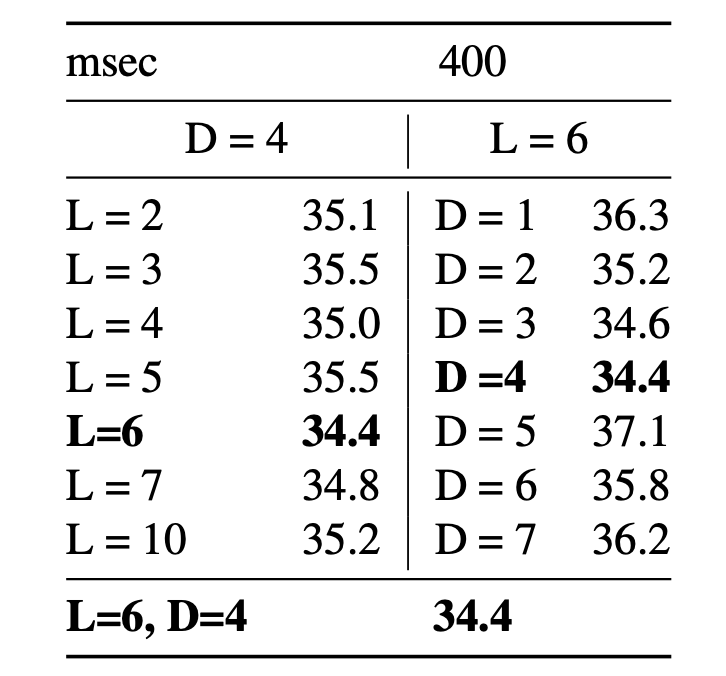 msec 400
D = 4 L = 6
L = 2 35.1 D = 1 36.3
L = 3 35.5 D = 2 35.2
L = 4 35.0 D = 3 34.6
L = 5 35.5 D =4 34.4
L=6 34.4 D = 5 37.1
L = 7 34.8 D = 6 35.8
L = 10 35.2 D = 7 36.2
L=6, D=4 34.4